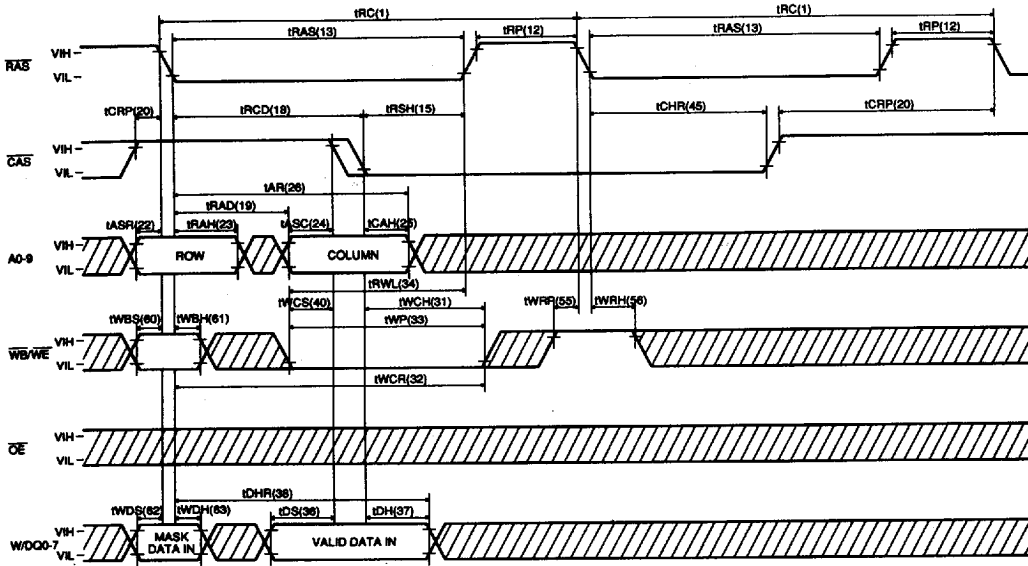 tRC(1) tRC(1)
tRAS(13) tRP(12) tRAS(13) tRP(12)
RAS VIH VIL
tCRP(20) tRCD(18) tRSH(15) tCHR(45) tCRP(20)
CAS VIH VIL
tAR(26)
tRAD(19)
tASR(22) tRAH(23) tASC(24) tCAH(25)
A0-9 VIH VIL ROW COLUMN
tRWL(34)
tWCS(40) tWCH(31) tWRP(55) tWRH(56)
tWBS(60) tWBH(61) tWP(33)
WB/WE VIH VIL
tWCR(32)
OE VIH VIL
tDHR(38)
tWDS(62) tWDH(63) tDS(36) tDH(37)
W/DQ0-7 VIH VIL MASK DATA IN VALID DATA IN